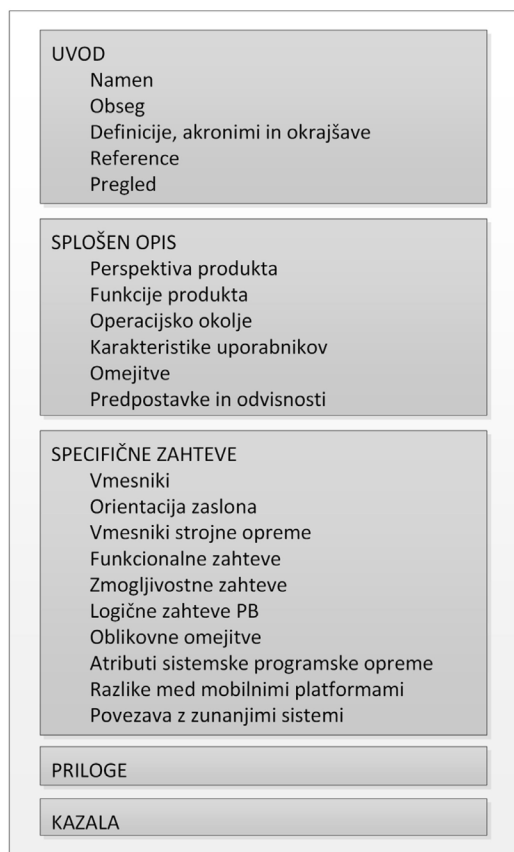 UVOD
Namen
Obseg
Definicije, akronimi in okrajšave
Reference
Pregled
SPLOŠEN OPIS
Perspektiva produkta
Funkcije produkta
Operacijsko okolje
Karakteristike uporabnikov
Omejitve
Predpostavke in odvisnosti
SPECIFIČNE ZAHTEVE
Vmesniki
Orientacija zaslona
Vmesniki strojne opreme
Funkcionalne zahteve
Zmogljivostne zahteve
Logične zahteve PB
Oblikovne omejitve
Atributi sistemske programske opreme
Razlike med mobilnimi platformami
Povezava z zunanjimi sistemi
PRILOGE
KAZALA